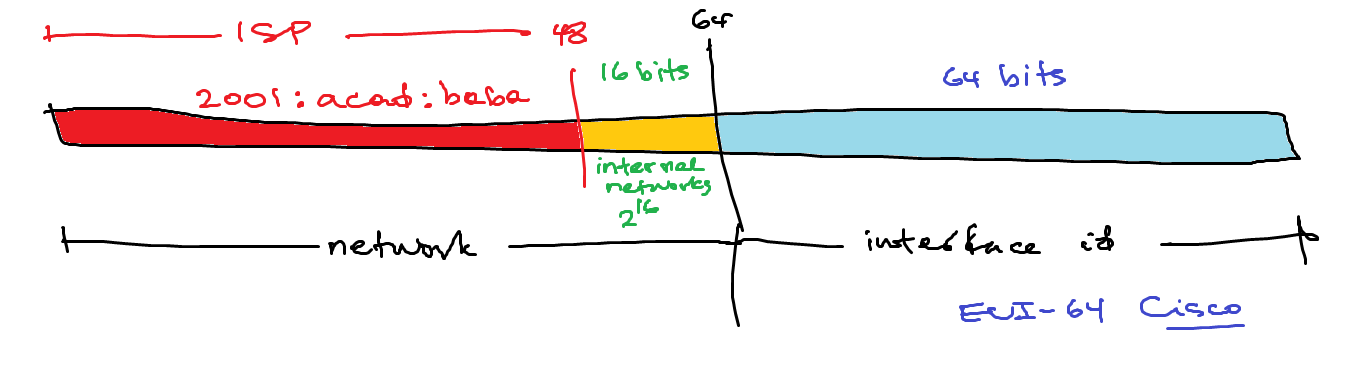 ISP 48
64
16 bits
64 bits
2001:acad:baba
internal
networks
2^16
network
interface id
EUI-64 Cisco